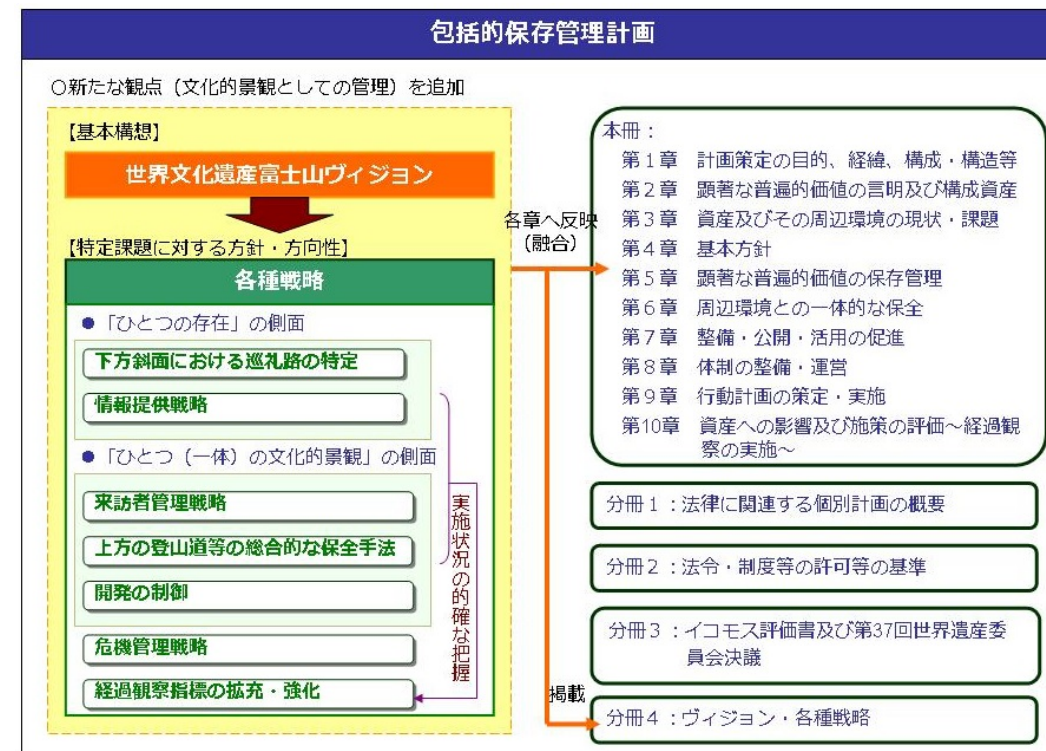 包括的保存管理計画
○新たな観点（文化的景観としての管理）を追加
【基本構想】
世界文化遺産富士山ヴィジョン
【特定課題に対する方針・方向性】
各種戦略
●「ひとつの存在」の側面
下方斜面における巡礼路の特定
情報提供戦略
●「ひとつ（一体）の文化的景観」の側面
来訪者管理戦略
上方の登山道等の総合的な保全手法
開発の制御
危機管理戦略
経過観察指標の拡充・強化
実施状況の的確な把握
各章へ反映
（融合）
本冊：
第１章　計画策定の目的、経緯、構成・構造等
第２章　顕著な普遍的価値の言明及び構成資産
第３章　資産及びその周辺環境の現状・課題
第４章　基本方針
第５章　顕著な普遍的価値の保存管理
第６章　周辺環境との一体的な保全
第７章　整備・公開・活用の促進
第８章　体制の整備・運営
第９章　行動計画の策定・実施
第10章　資産への影響及び施策の評価～経過観
察の実施～
分冊１：法律に関連する個別計画の概要
分冊２：法令・制度等の許可等の基準
分冊３：イコモス評価書及び第37回世界遺産委
員会決議
掲載
分冊４：ヴィジョン・各種戦略